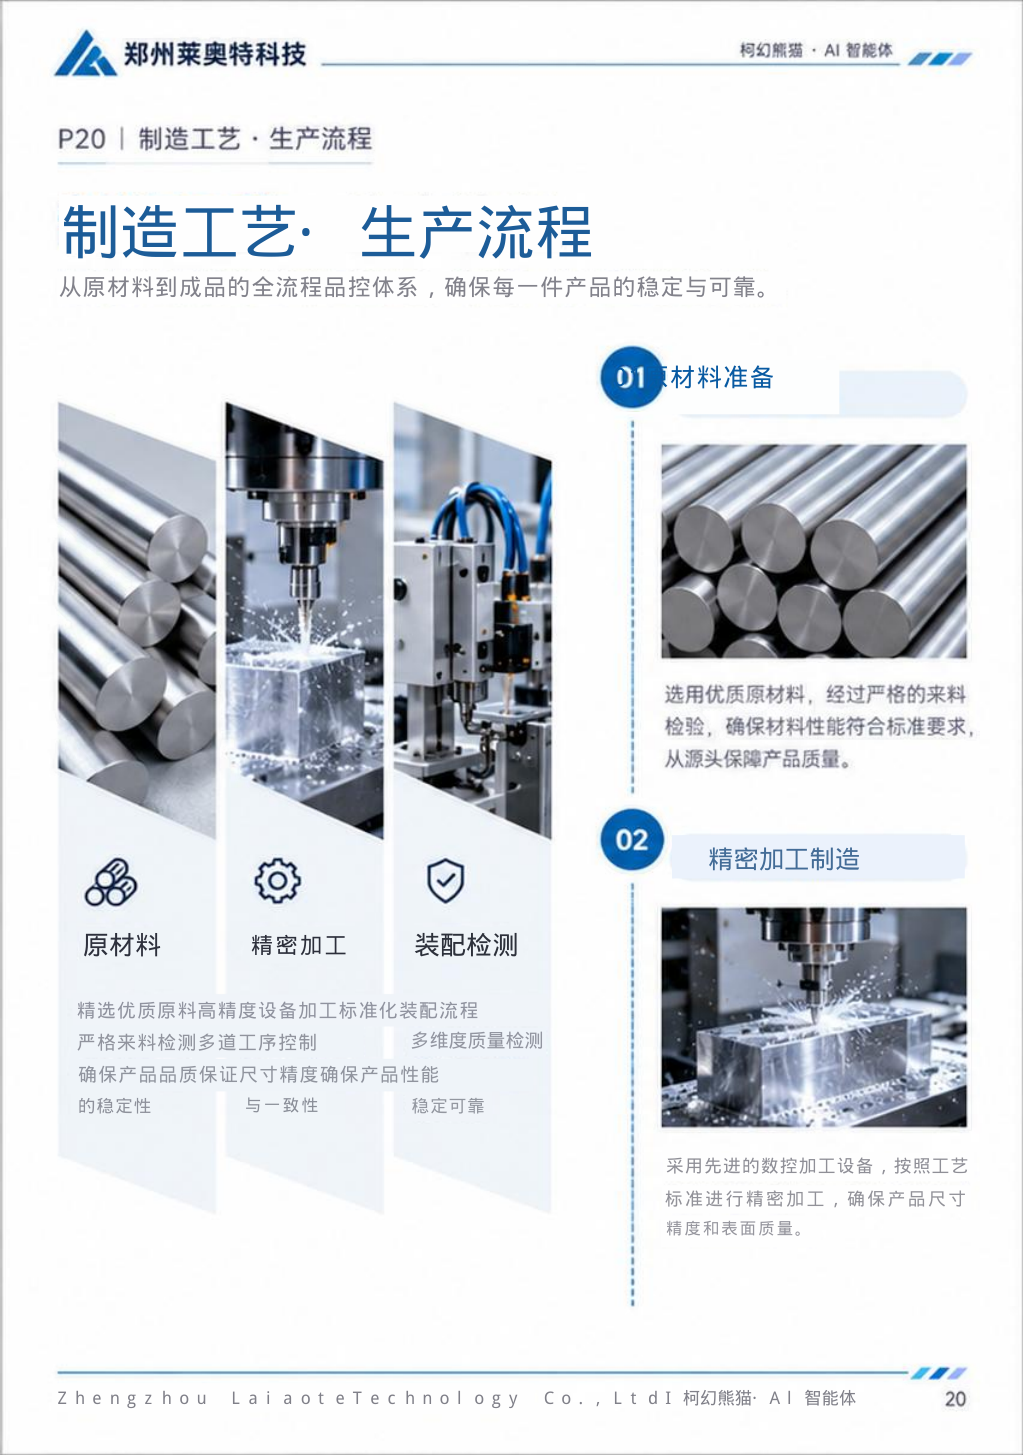 郑州莱奥特科技
柯幻熊猫 · AI 智能体
P20 | 制造工艺 · 生产流程
制造工艺· 生产流程
从原材料到成品的全流程品控体系，确保每一件产品的稳定与可靠。
原材料
精密加工
装配检测
精选优质原料高精度设备加工标准化装配流程
严格来料检测多道工序控制
多维度质量检测
确保产品品质保证尺寸精度确保产品性能
的稳定性
与一致性
稳定可靠
01
原材料准备
选用优质原材料，经过严格的来料
检验，确保材料性能符合标准要求，
从源头保障产品质量。
02
精密加工制造
采用先进的数控加工设备，按照工艺
标准进行精密加工，确保产品尺寸
精度和表面质量。
Zhengzhou LaiaoteTechnology Co.,LtdI 柯幻熊猫· Al 智能体
20